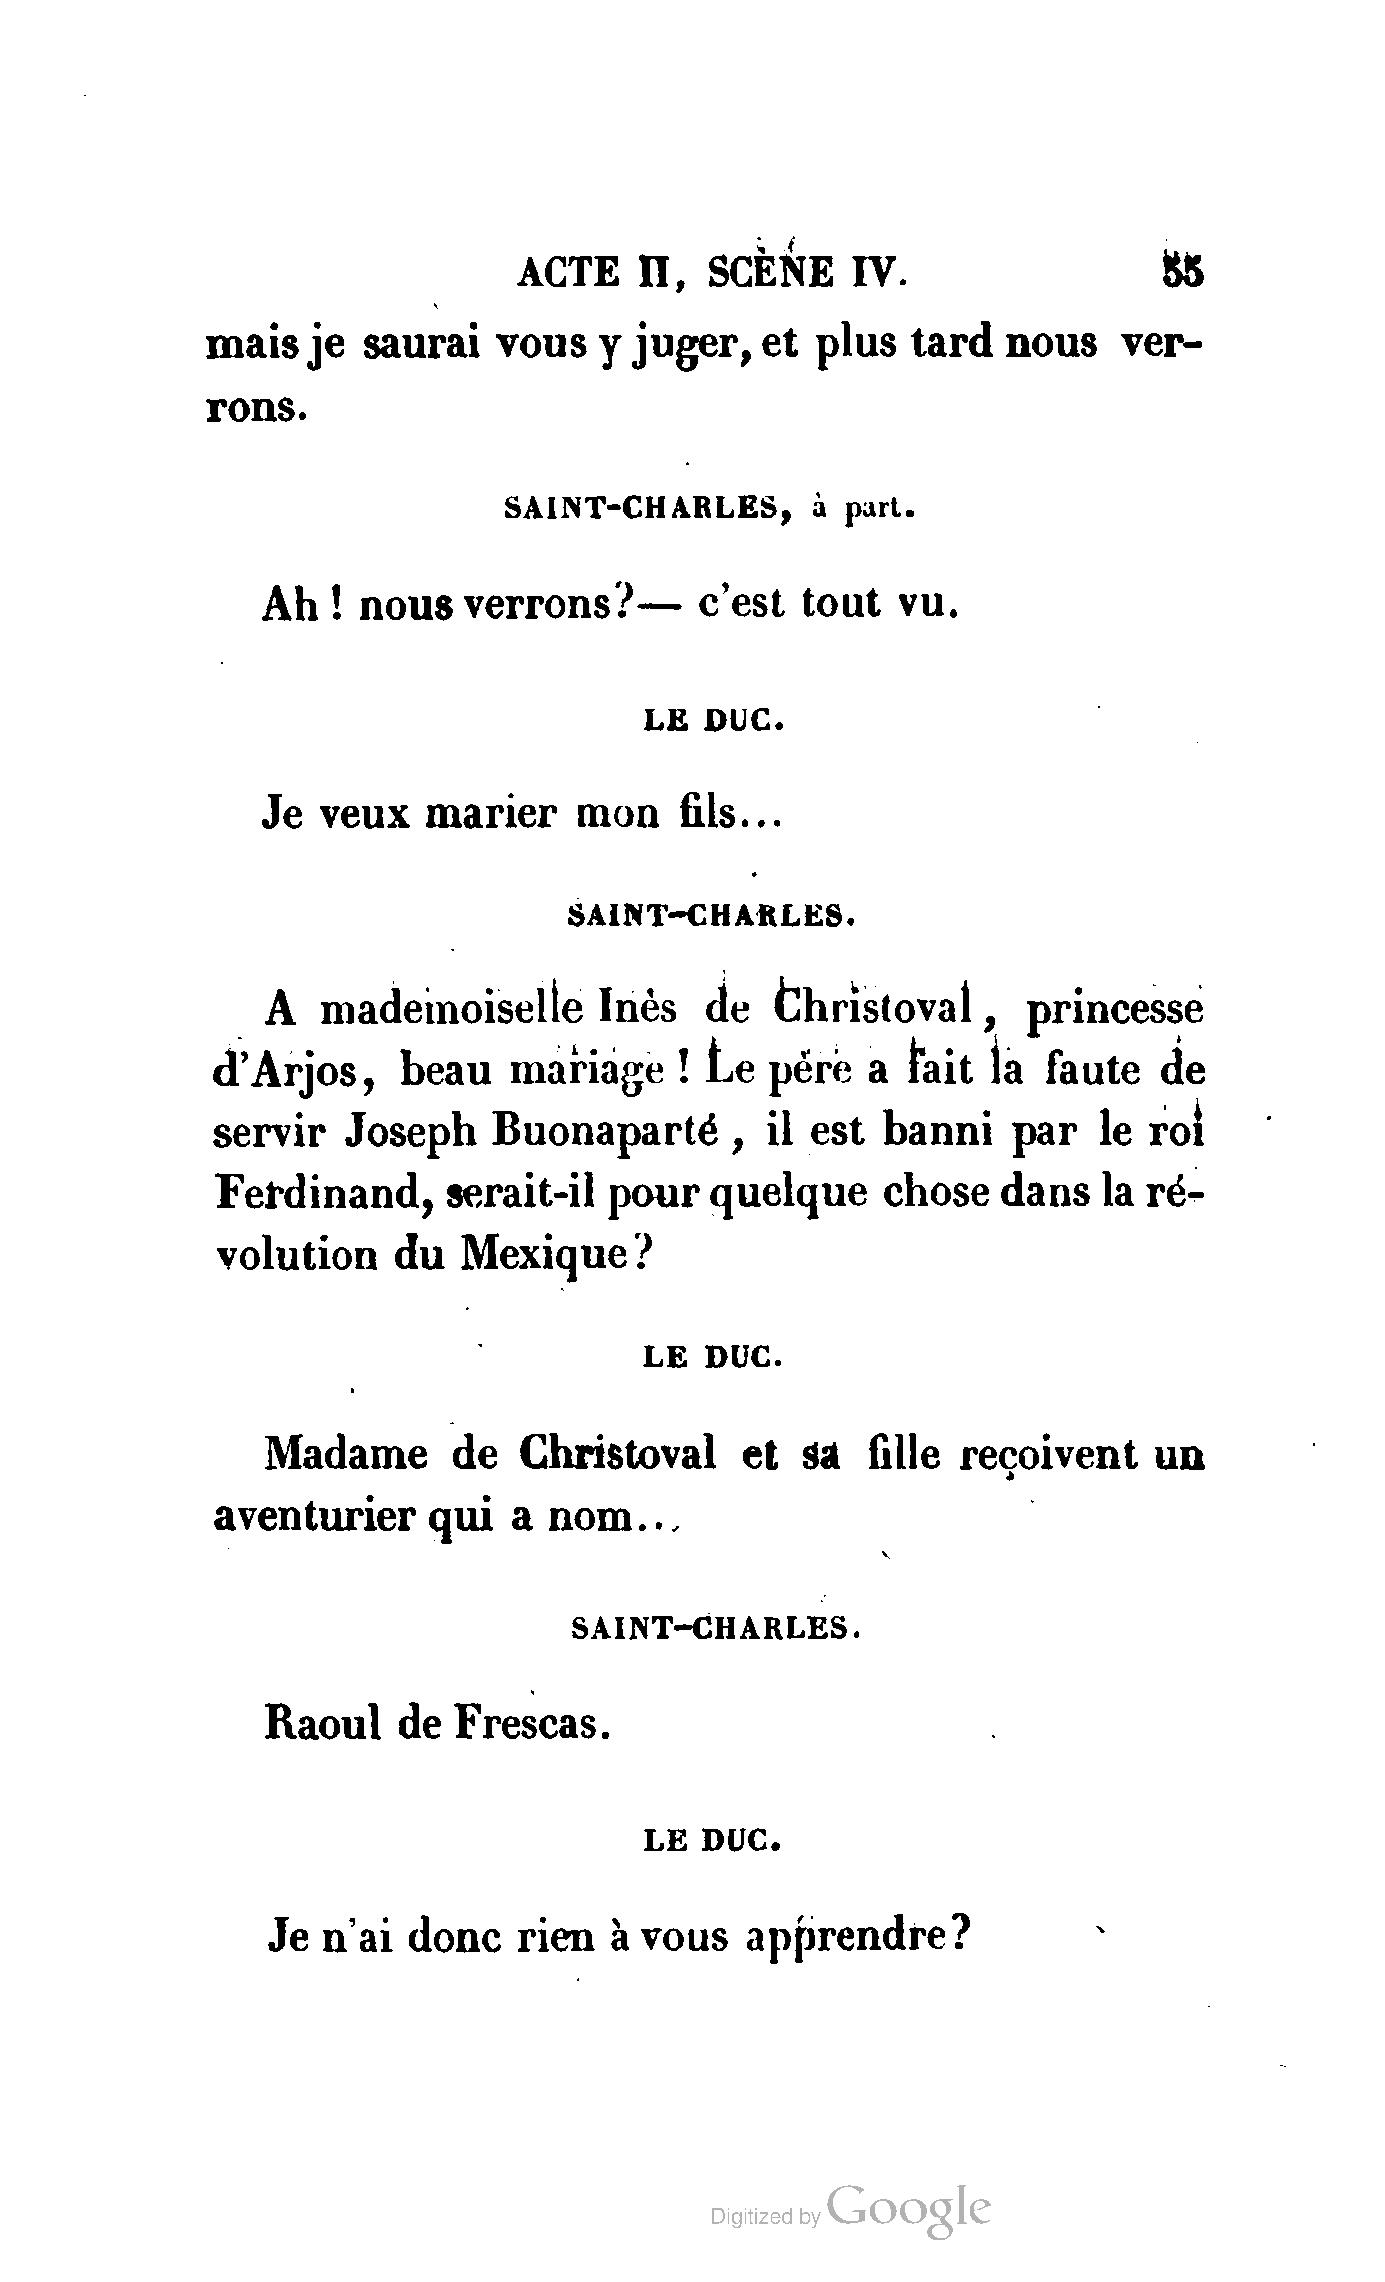 ACTE II, SCÈNE IV. 55
mais je saurai vous y juger, et plus tard nous ver-
rons.
SAINT-CHARLES, à part.
Ah ! nous verrons?— c'est tout vu.
LE DUC.
Je veux marier mon fils...
SAINT-CHARLES.
A mademoiselle Inès de Christoval, princesse
d'Arjos, beau mariage ! Le père a fait la faute de
servir Joseph Buonaparté, il est banni par le roi
Ferdinand, serait-il pour quelque chose dans la ré-
volution du Mexique?
LE DUC.
Madame de Christoval et sa fille reçoivent un
aventurier qui a nom...
SAINT-CHARLES.
Raoul de Frescas.
LE DUC.
Je n'ai donc rien à vous apprendre?
Digitized by Google